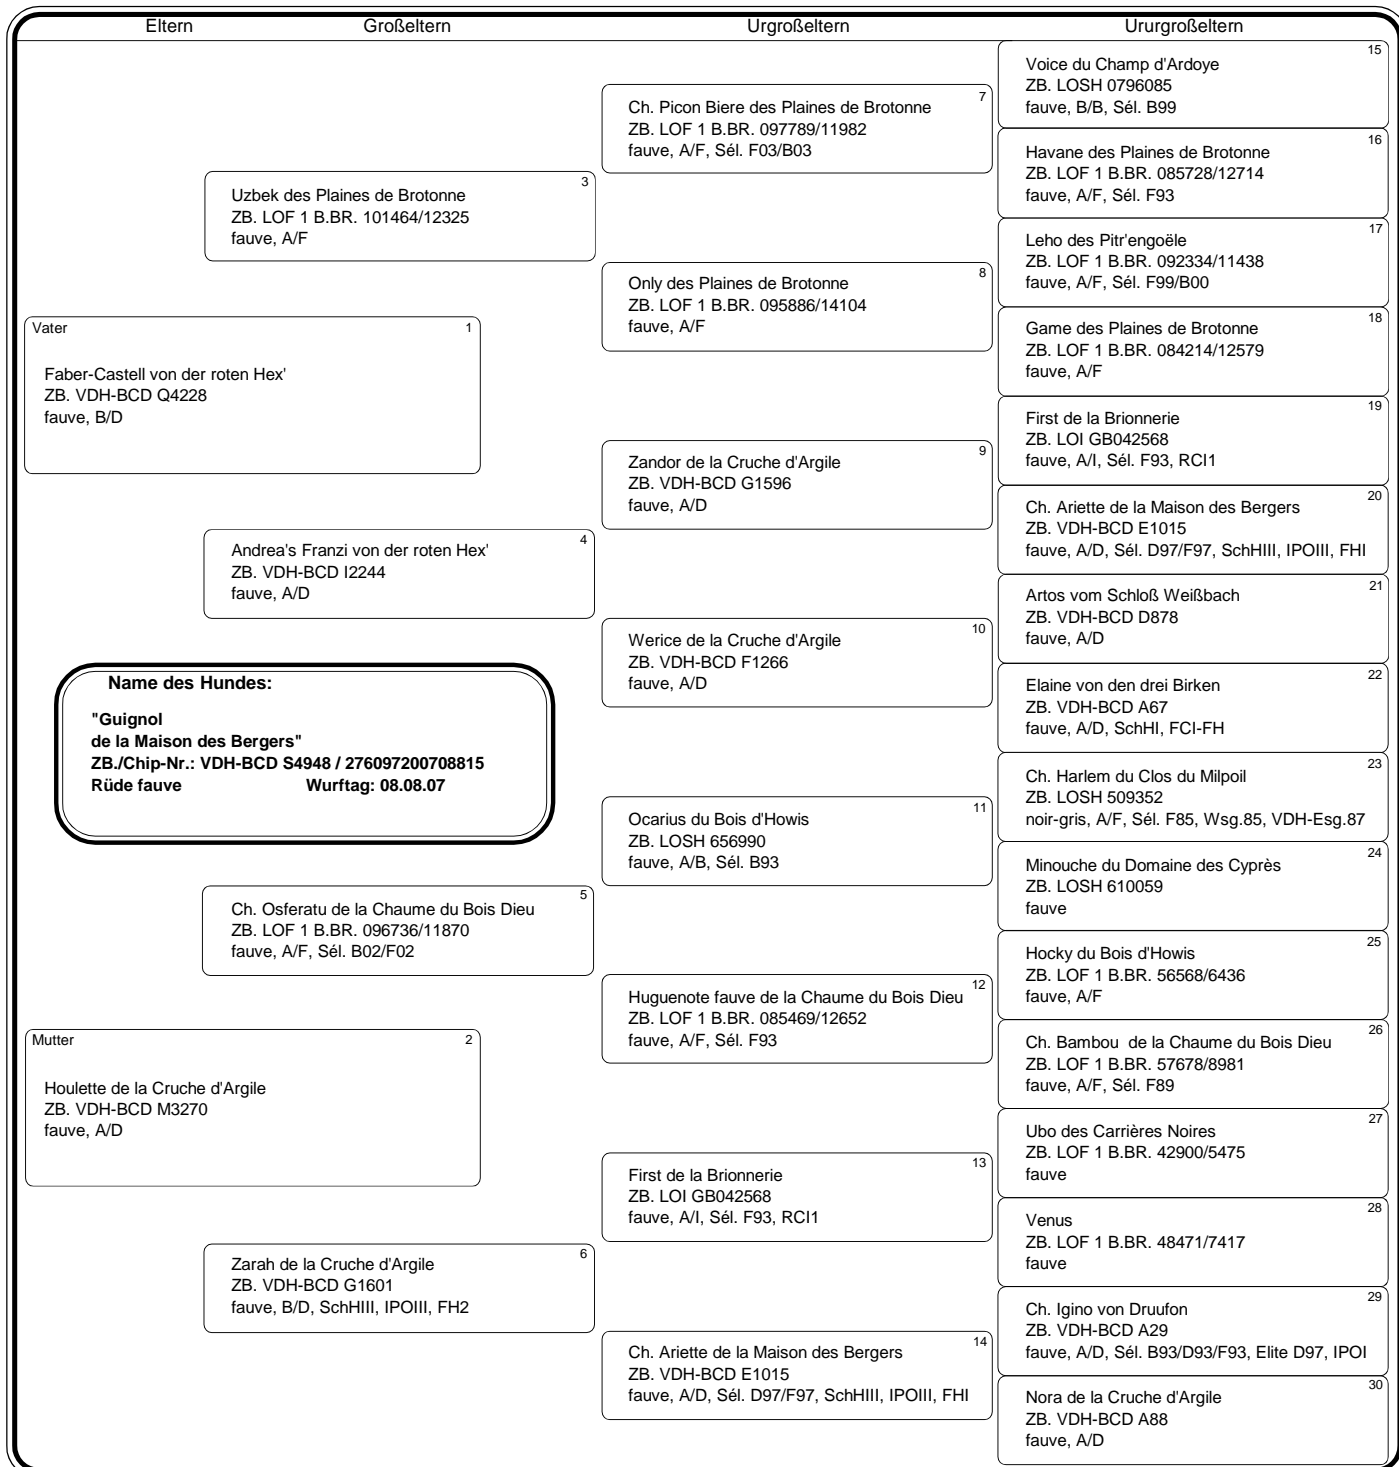 Eltern Großeltern Urgroßeltern Ururgroßeltern
Vater 1
Faber-Castell von der roten Hex'
ZB. VDH-BCD Q4228
fauve, B/D
Name des Hundes:
"Guignol
de la Maison des Bergers"
ZB./Chip-Nr.: VDH-BCD S4948 / 276097200708815
Rüde fauve Wurftag: 08.08.07
Mutter 2
Houlette de la Cruche d'Argile
ZB. VDH-BCD M3270
fauve, A/D
3
Uzbek des Plaines de Brotonne
ZB. LOF 1 B.BR. 101464/12325
fauve, A/F
4
Andrea's Franzi von der roten Hex'
ZB. VDH-BCD I2244
fauve, A/D
5
Ch. Osferatu de la Chaume du Bois Dieu
ZB. LOF 1 B.BR. 096736/11870
fauve, A/F, Sél. B02/F02
6
Zarah de la Cruche d'Argile
ZB. VDH-BCD G1601
fauve, B/D, SchHIII, IPOIII, FH2
7
Ch. Picon Biere des Plaines de Brotonne
ZB. LOF 1 B.BR. 097789/11982
fauve, A/F, Sél. F03/B03
8
Only des Plaines de Brotonne
ZB. LOF 1 B.BR. 095886/14104
fauve, A/F
9
Zandor de la Cruche d'Argile
ZB. VDH-BCD G1596
fauve, A/D
10
Werice de la Cruche d'Argile
ZB. VDH-BCD F1266
fauve, A/D
11
Ocarius du Bois d'Howis
ZB. LOSH 656990
fauve, A/B, Sél. B93
12
Huguenote fauve de la Chaume du Bois Dieu
ZB. LOF 1 B.BR. 085469/12652
fauve, A/F, Sél. F93
13
First de la Brionnerie
ZB. LOI GB042568
fauve, A/I, Sél. F93, RCI1
14
Ch. Ariette de la Maison des Bergers
ZB. VDH-BCD E1015
fauve, A/D, Sél. D97/F97, SchHIII, IPOIII, FHI
15
Voice du Champ d'Ardoye
ZB. LOSH 0796085
fauve, B/B, Sél. B99
16
Havane des Plaines de Brotonne
ZB. LOF 1 B.BR. 085728/12714
fauve, A/F, Sél. F93
17
Leho des Pitr'engoële
ZB. LOF 1 B.BR. 092334/11438
fauve, A/F, Sél. F99/B00
18
Game des Plaines de Brotonne
ZB. LOF 1 B.BR. 084214/12579
fauve, A/F
19
First de la Brionnerie
ZB. LOI GB042568
fauve, A/I, Sél. F93, RCI1
20
Ch. Ariette de la Maison des Bergers
ZB. VDH-BCD E1015
fauve, A/D, Sél. D97/F97, SchHIII, IPOIII, FHI
21
Artos vom Schloß Weißbach
ZB. VDH-BCD D878
fauve, A/D
22
Elaine von den drei Birken
ZB. VDH-BCD A67
fauve, A/D, SchHI, FCI-FH
23
Ch. Harlem du Clos du Milpoil
ZB. LOSH 509352
noir-gris, A/F, Sél. F85, Wsg.85, VDH-Esg.87
24
Minouche du Domaine des Cyprès
ZB. LOSH 610059
fauve
25
Hocky du Bois d'Howis
ZB. LOF 1 B.BR. 56568/6436
fauve, A/F
26
Ch. Bambou de la Chaume du Bois Dieu
ZB. LOF 1 B.BR. 57678/8981
fauve, A/F, Sél. F89
27
Ubo des Carrières Noires
ZB. LOF 1 B.BR. 42900/5475
fauve
28
Venus
ZB. LOF 1 B.BR. 48471/7417
fauve
29
Ch. Igino von Druufon
ZB. VDH-BCD A29
fauve, A/D, Sél. B93/D93/F93, Elite D97, IPOI
30
Nora de la Cruche d'Argile
ZB. VDH-BCD A88
fauve, A/D